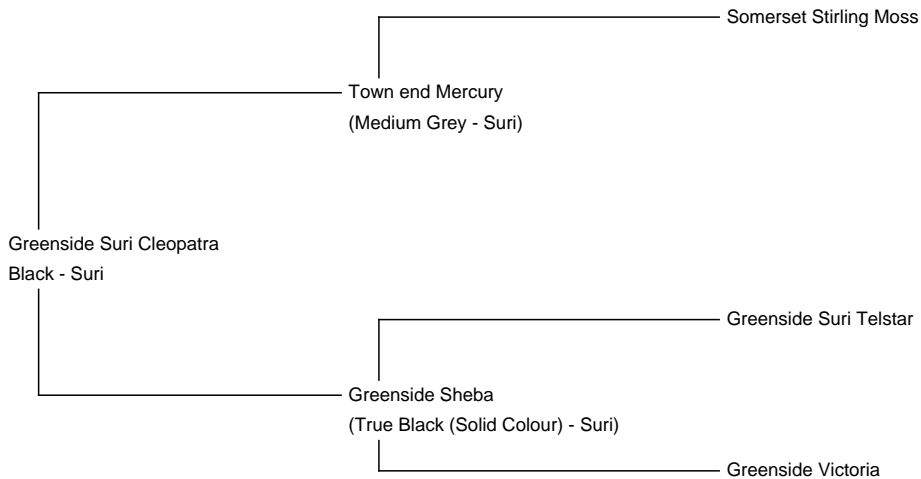 Somerset Stirling Moss
Town end Mercury
(Medium Grey - Suri)
Greenside Suri Cleopatra
Black - Suri
Greenside Suri Telstar
Greenside Sheba
(True Black (Solid Colour) - Suri)
Greenside Victoria